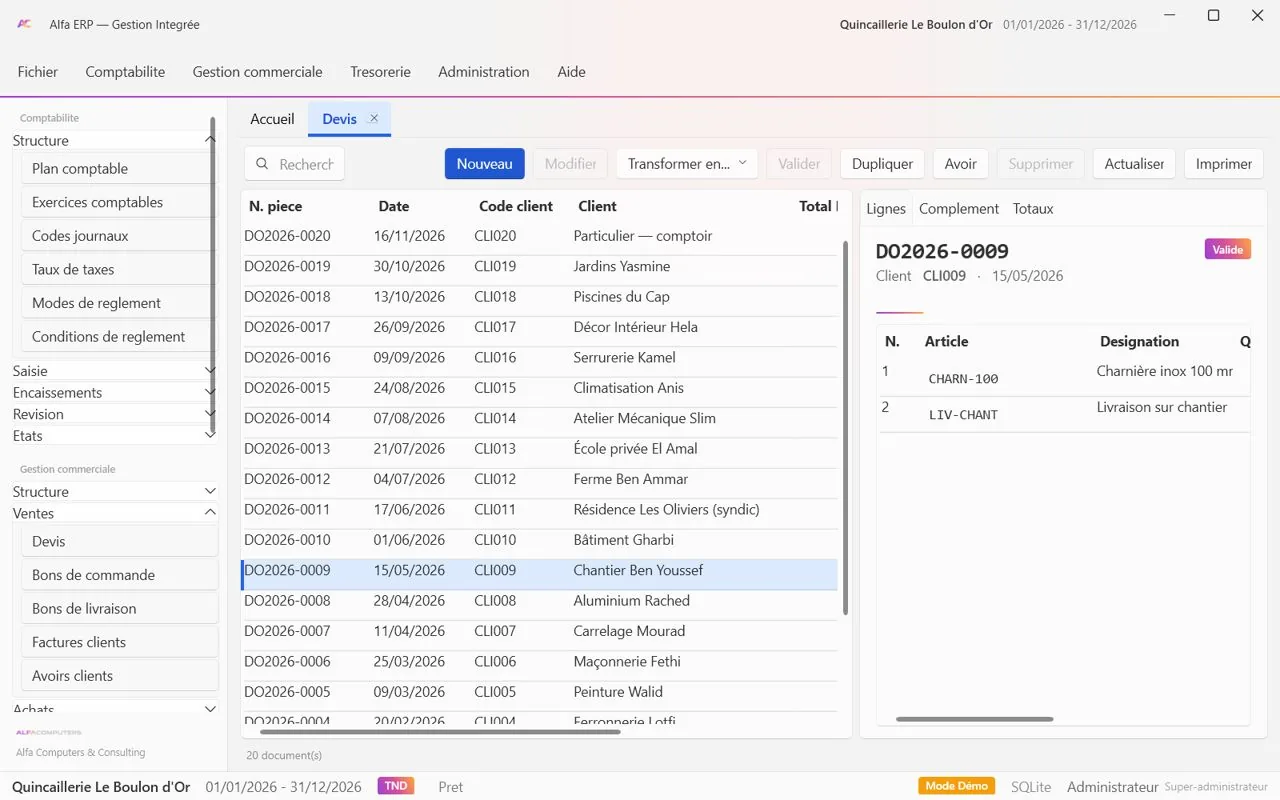 Alfa ERP — Gestion Integrée
Quincaillerie Le Boulon d'Or 01/01/2026 - 31/12/2026
Fichier Comptabilite Gestion commerciale Tresorerie Administration Aide
Comptabilite
Structure
Plan comptable
Exercices comptables
Codes journaux
Taux de taxes
Modes de reglement
Conditions de reglement
Saisie
Encaissements
Revision
Etats
Gestion commerciale
Structure
Ventes
Devis
Bons de commande
Bons de livraison
Factures clients
Avoirs clients
Achats
ALFACOMPUTERS
Alfa Computers & Consulting
Accueil Devis
Recherch Nouveau Modifier Transformer en... Valider Dupliquer Avoir Supprimer Actualiser Imprimer
N. piece Date Code client Client Total
DO2026-0020 16/11/2026 CLI020 Particulier — comptoir
DO2026-0019 30/10/2026 CLI019 Jardins Yasmine
DO2026-0018 13/10/2026 CLI018 Piscines du Cap
DO2026-0017 26/09/2026 CLI017 Décor Intérieur Hela
DO2026-0016 09/09/2026 CLI016 Serrurerie Kamel
DO2026-0015 24/08/2026 CLI015 Climatisation Anis
DO2026-0014 07/08/2026 CLI014 Atelier Mécanique Slim
DO2026-0013 21/07/2026 CLI013 École privée El Amal
DO2026-0012 04/07/2026 CLI012 Ferme Ben Ammar
DO2026-0011 17/06/2026 CLI011 Résidence Les Oliviers (syndic)
DO2026-0010 01/06/2026 CLI010 Bâtiment Gharbi
DO2026-0009 15/05/2026 CLI009 Chantier Ben Youssef
DO2026-0008 28/04/2026 CLI008 Aluminium Rached
DO2026-0007 11/04/2026 CLI007 Carrelage Mourad
DO2026-0006 25/03/2026 CLI006 Maçonnerie Fethi
DO2026-0005 09/03/2026 CLI005 Peinture Walid
DO2026-0004 20/02/2026 CLI004 Ferronnerie Lotfi
20 document(s)
Lignes Complement Totaux
DO2026-0009 Valide
Client CLI009 · 15/05/2026
N. Article Designation Q
1 CHARN-100 Charnière inox 100 mr
2 LIV-CHANT Livraison sur chantier
Quincaillerie Le Boulon d'Or 01/01/2026 - 31/12/2026 TND Pret Mode Démo SQLite Administrateur Super-administrateur